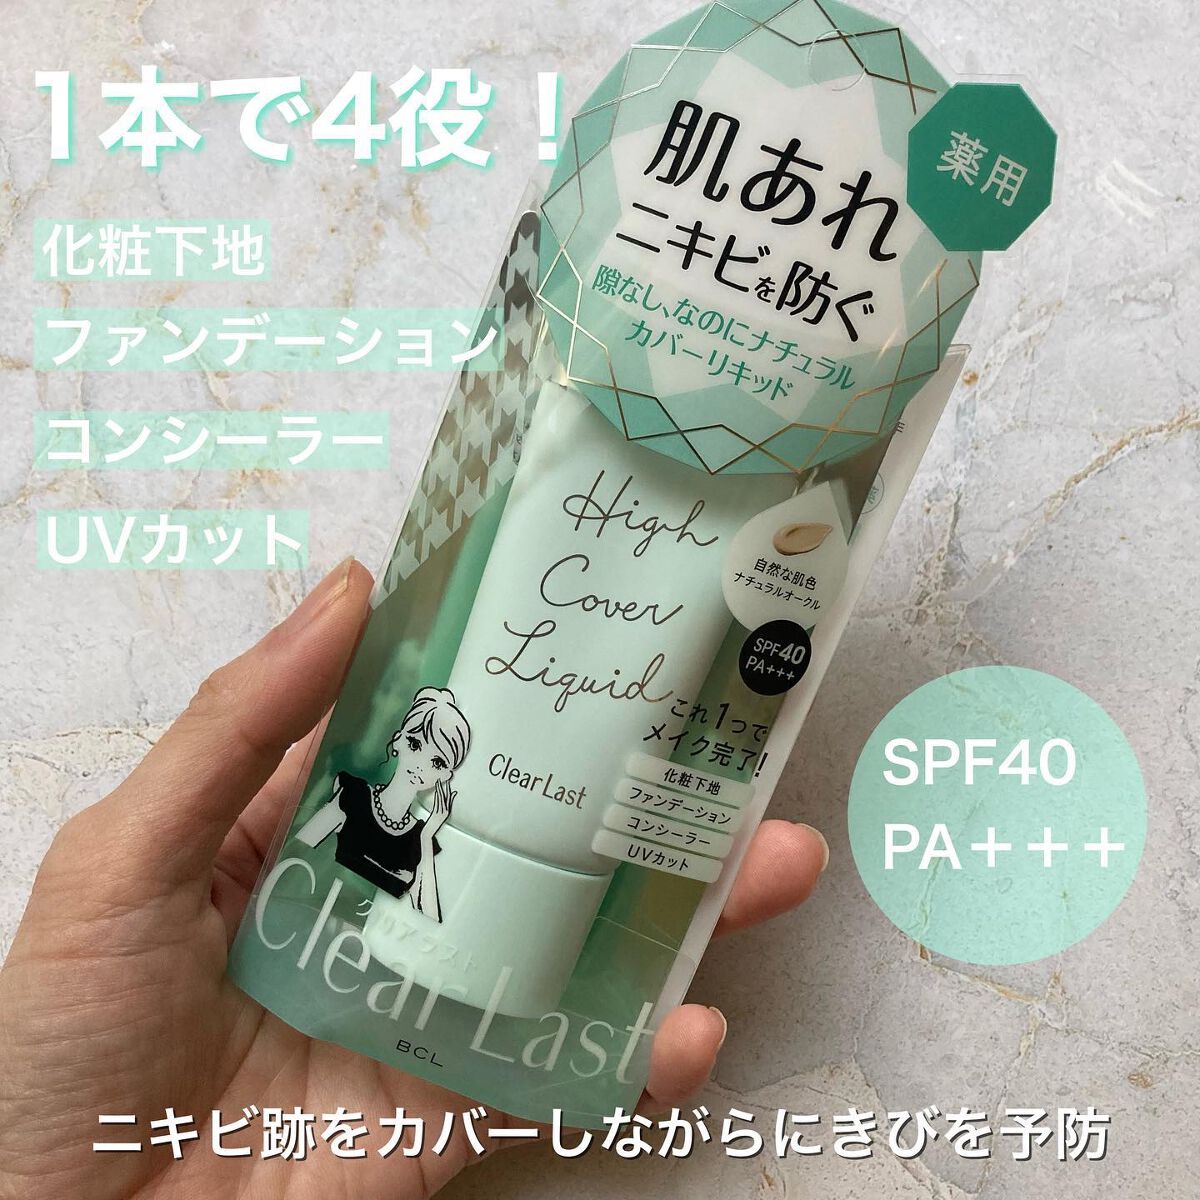 1本で4役！
化粧下地
ファンデーション
コンシーラー
UVカット
薬用
肌あれ
ニキビを防ぐ
隙なし、なのにナチュラル
カバーリキッド
High
Cover
Liquid
自然な肌色
ナチュラルオークル
SPF40
PA+++
これ1つで
メイク完了!
化粧下地
ファンデーション
コンシーラー
UVカット
ClearLast
クリアラスト
Clear Last
BCL
SPF40
PA＋＋＋
ニキビ跡をカバーしながらにきびを予防